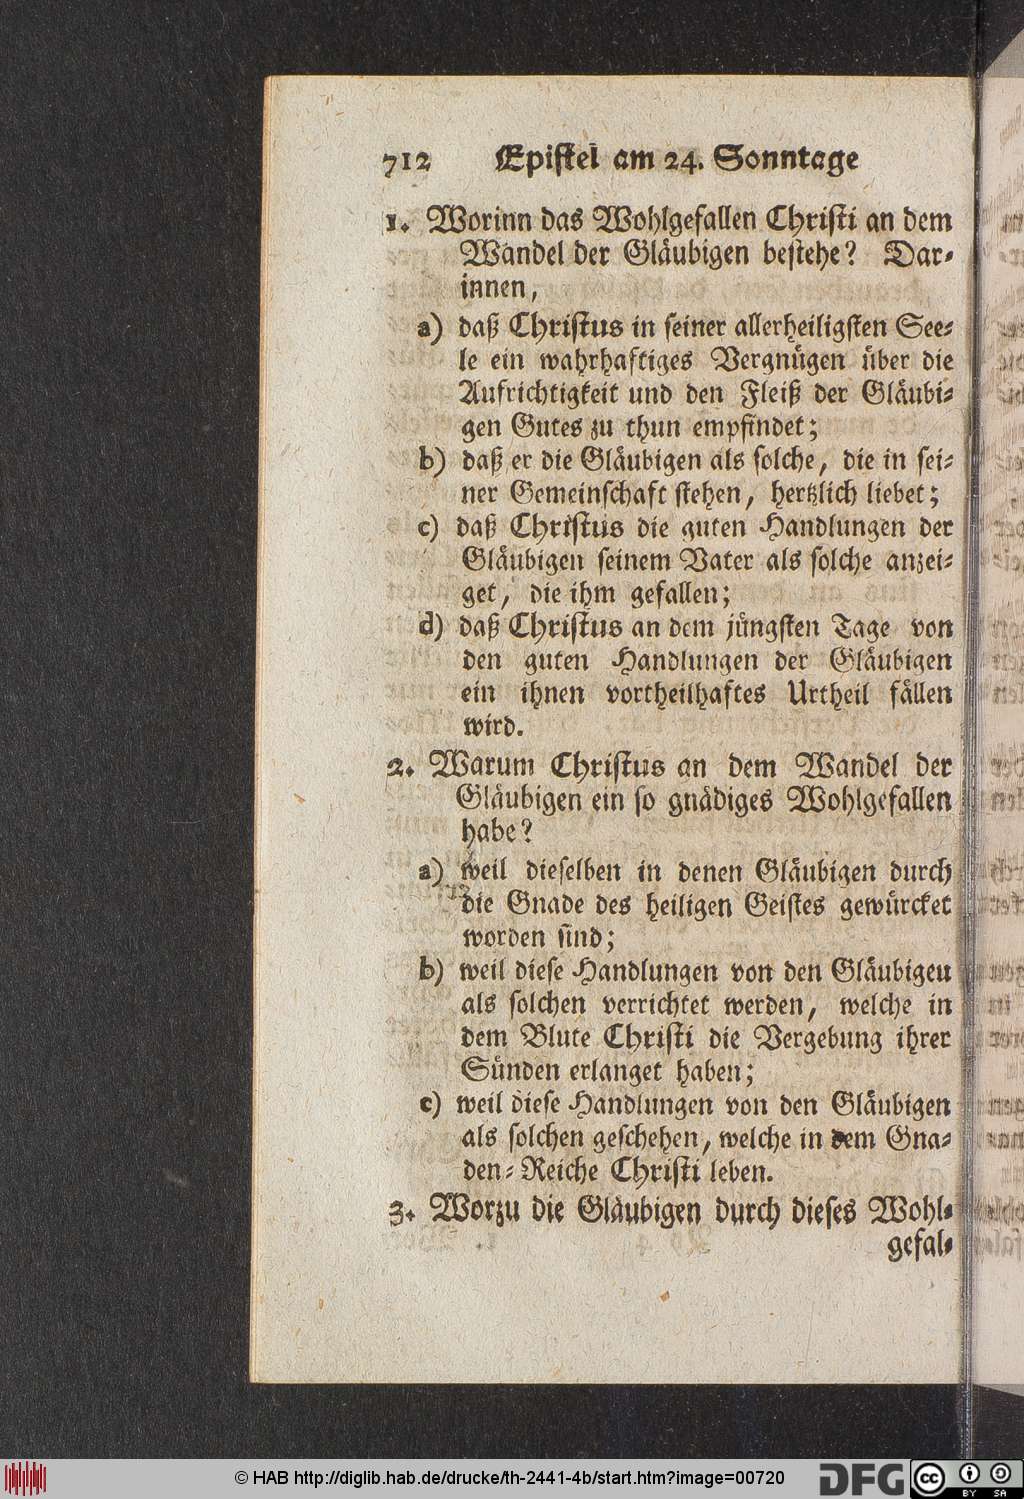 712 Epistel am 24. Sonntage
1. Worinn das Wohlgefallen Christi an dem
Wandel der Gläubigen bestehe? Dar-
innen,
a) daß Christus in seiner allerheiligsten See-
le ein wahrhaftiges Vergnügen über die
Aufrichtigkeit und den Fleiß der Gläubi-
gen Gutes zu thun empfindet;
b) daß er die Gläubigen als solche, die in sei-
ner Gemeinschaft stehen, hertzlich liebet;
c) daß Christus die guten Handlungen der
Gläubigen seinem Vater als solche anzei-
get, die ihm gefallen;
d) daß Christus an dem jüngsten Tage von
den guten Handlungen der Gläubigen
ein ihnen vortheilhaftes Urtheil fällen
wird.
2. Warum Christus an dem Wandel der
Gläubigen ein so gnädiges Wohlgefallen
habe?
a) weil dieselben in denen Gläubigen durch
die Gnade des heiligen Geistes gewürcket
worden sind;
b) weil diese Handlungen von den Gläubigeu
als solchen verrichtet werden, welche in
dem Blute Christi die Vergebung ihrer
Sünden erlanget haben;
c) weil diese Handlungen von den Gläubigen
als solchen geschehen, welche in dem Gna-
den-Reiche Christi leben.
3. Worzu die Gläubigen durch dieses Wohl-
gefal-
© HAB http://diglib.hab.de/drucke/th-2441-4b/start.htm?image=00720
DFG
cc BY SA